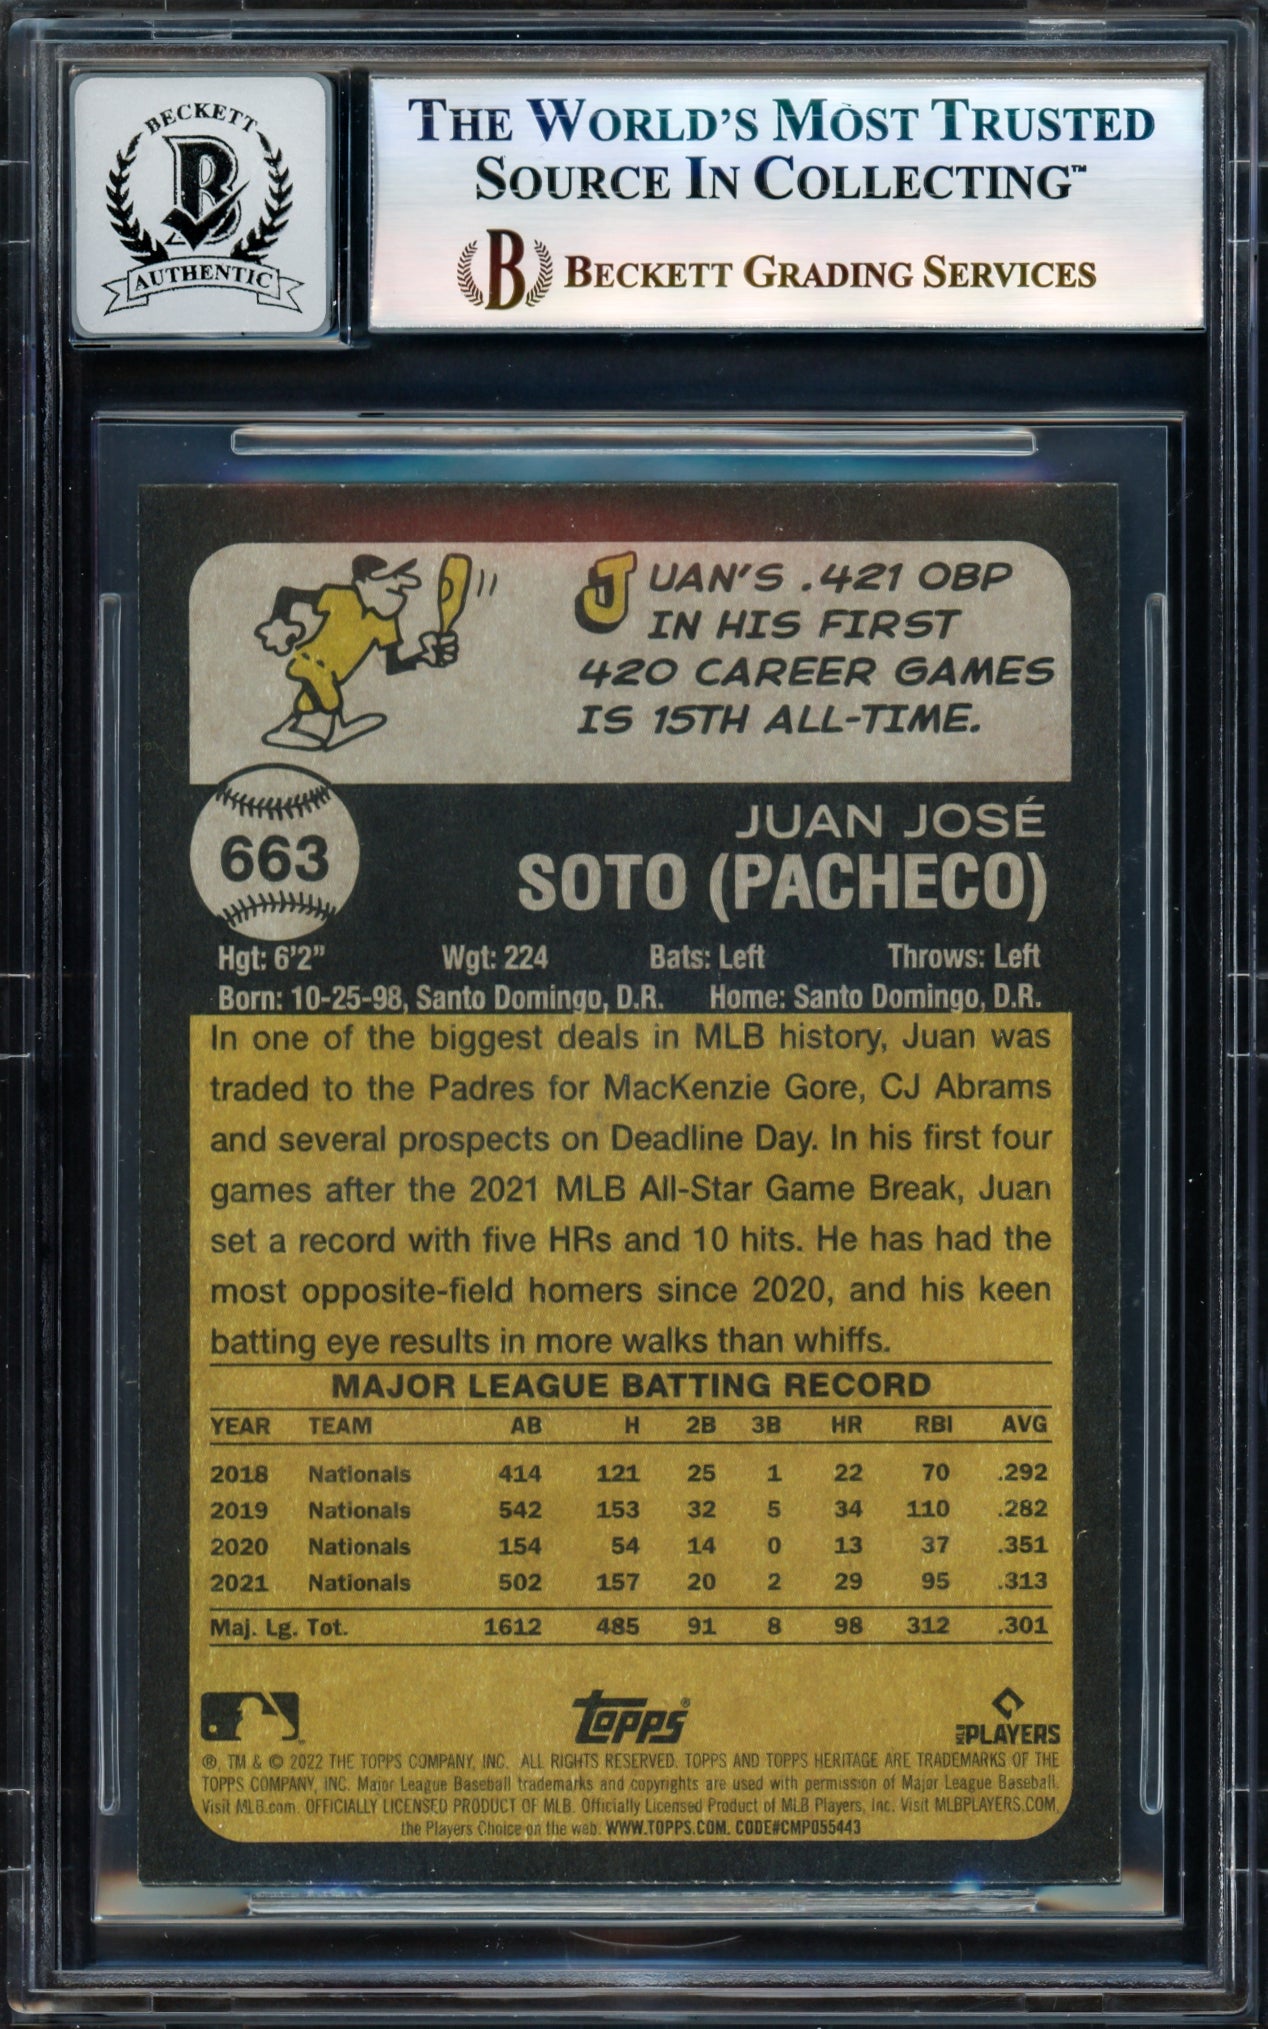 BECKETT
AUTHENTIC
THE WORLD'S MOST TRUSTED
SOURCE IN COLLECTING™
B BECKETT GRADING SERVICES
JUAN'S .421 OBP
IN HIS FIRST
420 CAREER GAMES
IS 15TH ALL-TIME.
663
JUAN JOSÉ
SOTO (PACHECO)
Hgt: 6'2" Wgt: 224 Bats: Left Throws: Left
Born: 10-25-98, Santo Domingo, D.R. Home: Santo Domingo, D.R.
In one of the biggest deals in MLB history, Juan was
traded to the Padres for MacKenzie Gore, CJ Abrams
and several prospects on Deadline Day. In his first four
games after the 2021 MLB All-Star Game Break, Juan
set a record with five HRs and 10 hits. He has had the
most opposite-field homers since 2020, and his keen
batting eye results in more walks than whiffs.
MAJOR LEAGUE BATTING RECORD
YEAR TEAM AB H 2B 3B HR RBI AVG
2018 Nationals 414 121 25 1 22 70 .292
2019 Nationals 542 153 32 5 34 110 .282
2020 Nationals 154 54 14 0 13 37 .351
2021 Nationals 502 157 20 2 29 95 .313
Maj. Lg. Tot. 1612 485 91 8 98 312 .301
Topps®
MLB PLAYERS
®, TM & © 2022 THE TOPPS COMPANY, INC. ALL RIGHTS RESERVED. TOPPS AND TOPPS HERITAGE ARE TRADEMARKS OF THE
TOPPS COMPANY, INC. Major League Baseball trademarks and copyrights are used with permission of Major League Baseball.
Visit MLB.com. OFFICIALLY LICENSED PRODUCT OF MLB. Officially Licensed Product of MLB Players, Inc. Visit MLBPLAYERS.COM,
the Players Choice on the web. WWW.TOPPS.COM. CODE#CMP055443